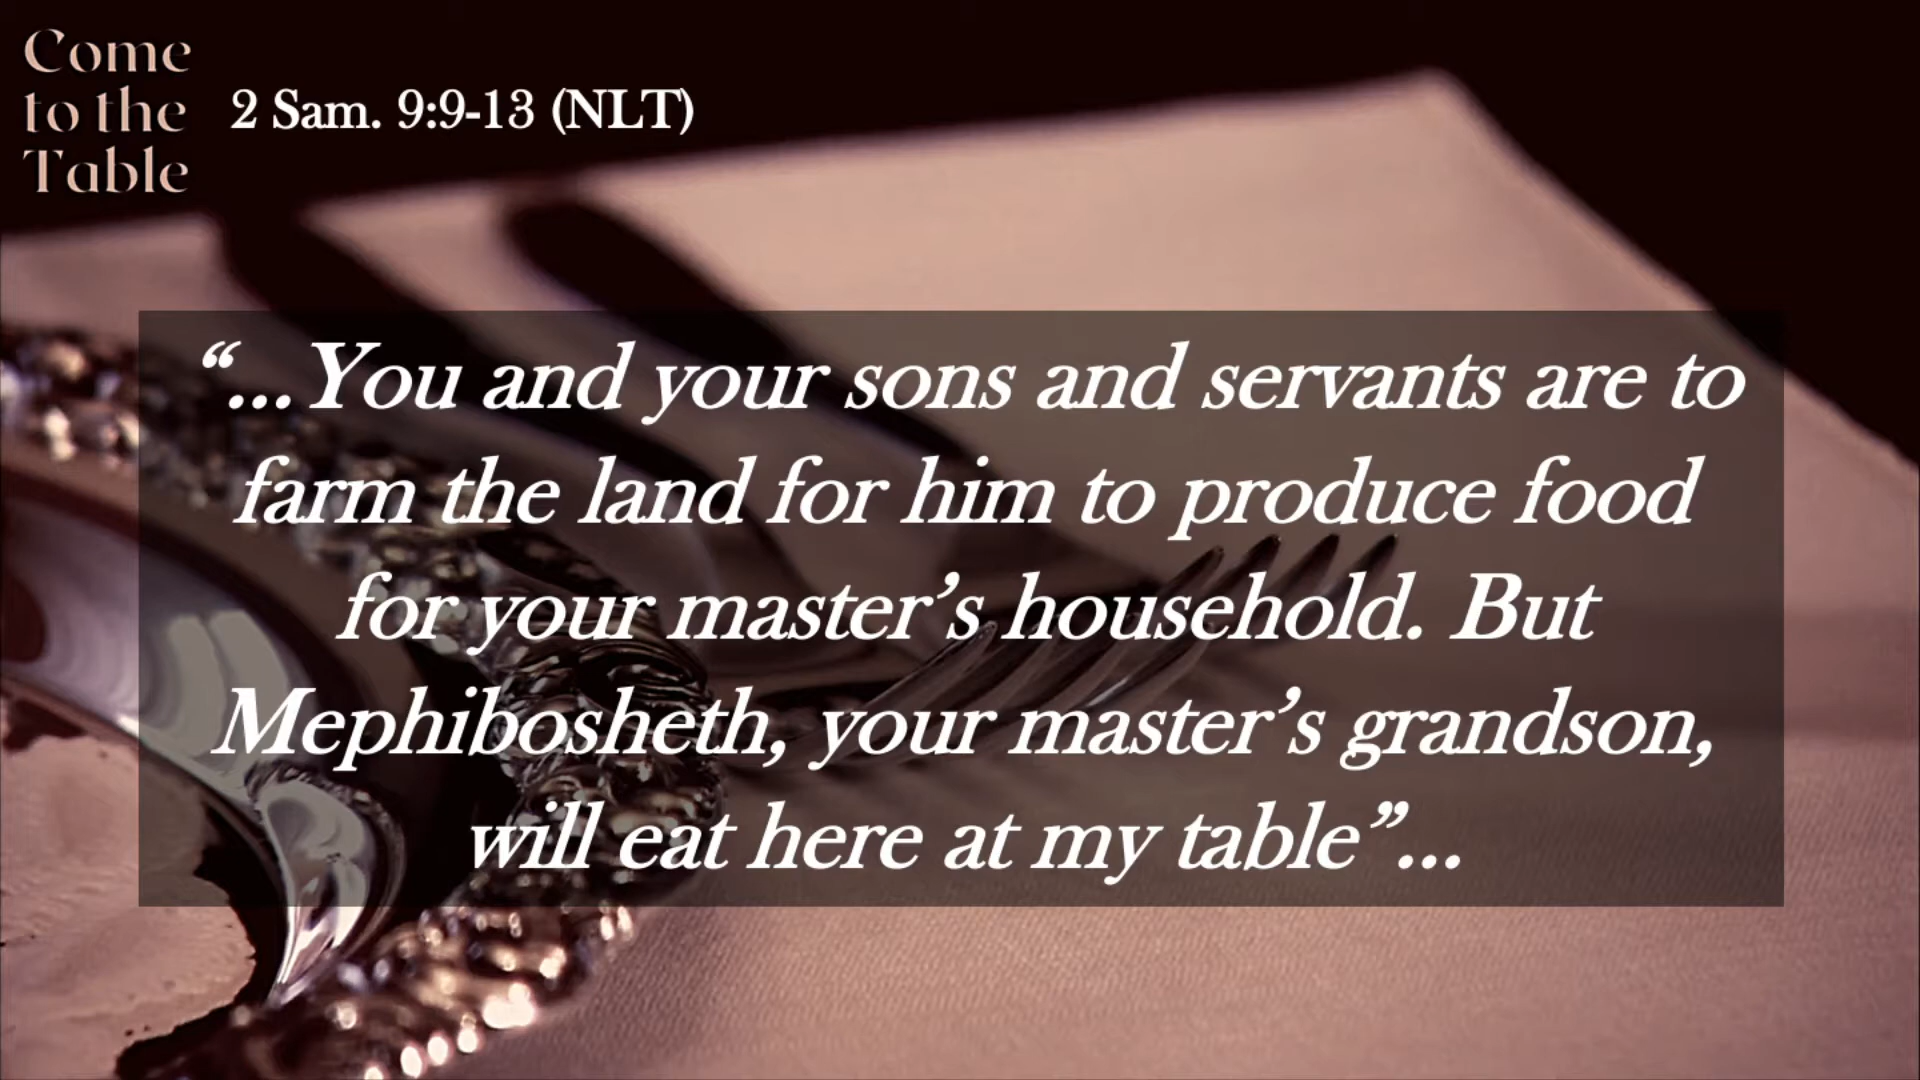 Come
to the
Table
2 Sam. 9:9-13 (NLT)
“...You and your sons and servants are to
farm the land for him to produce food
for your master’s household. But
Mephibosheth, your master’s grandson,
will eat here at my table”...